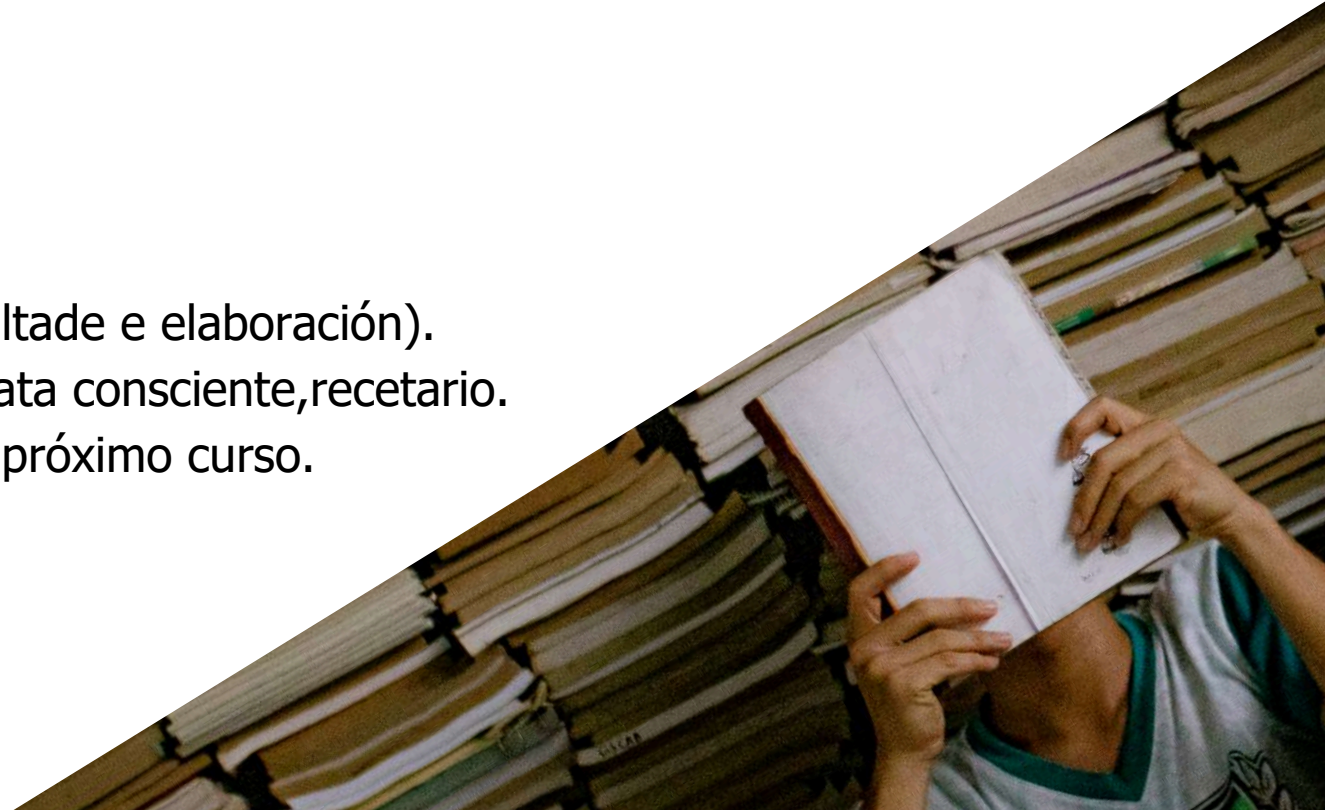 ltade e elaboración).
ata consciente,recetario.
próximo curso.